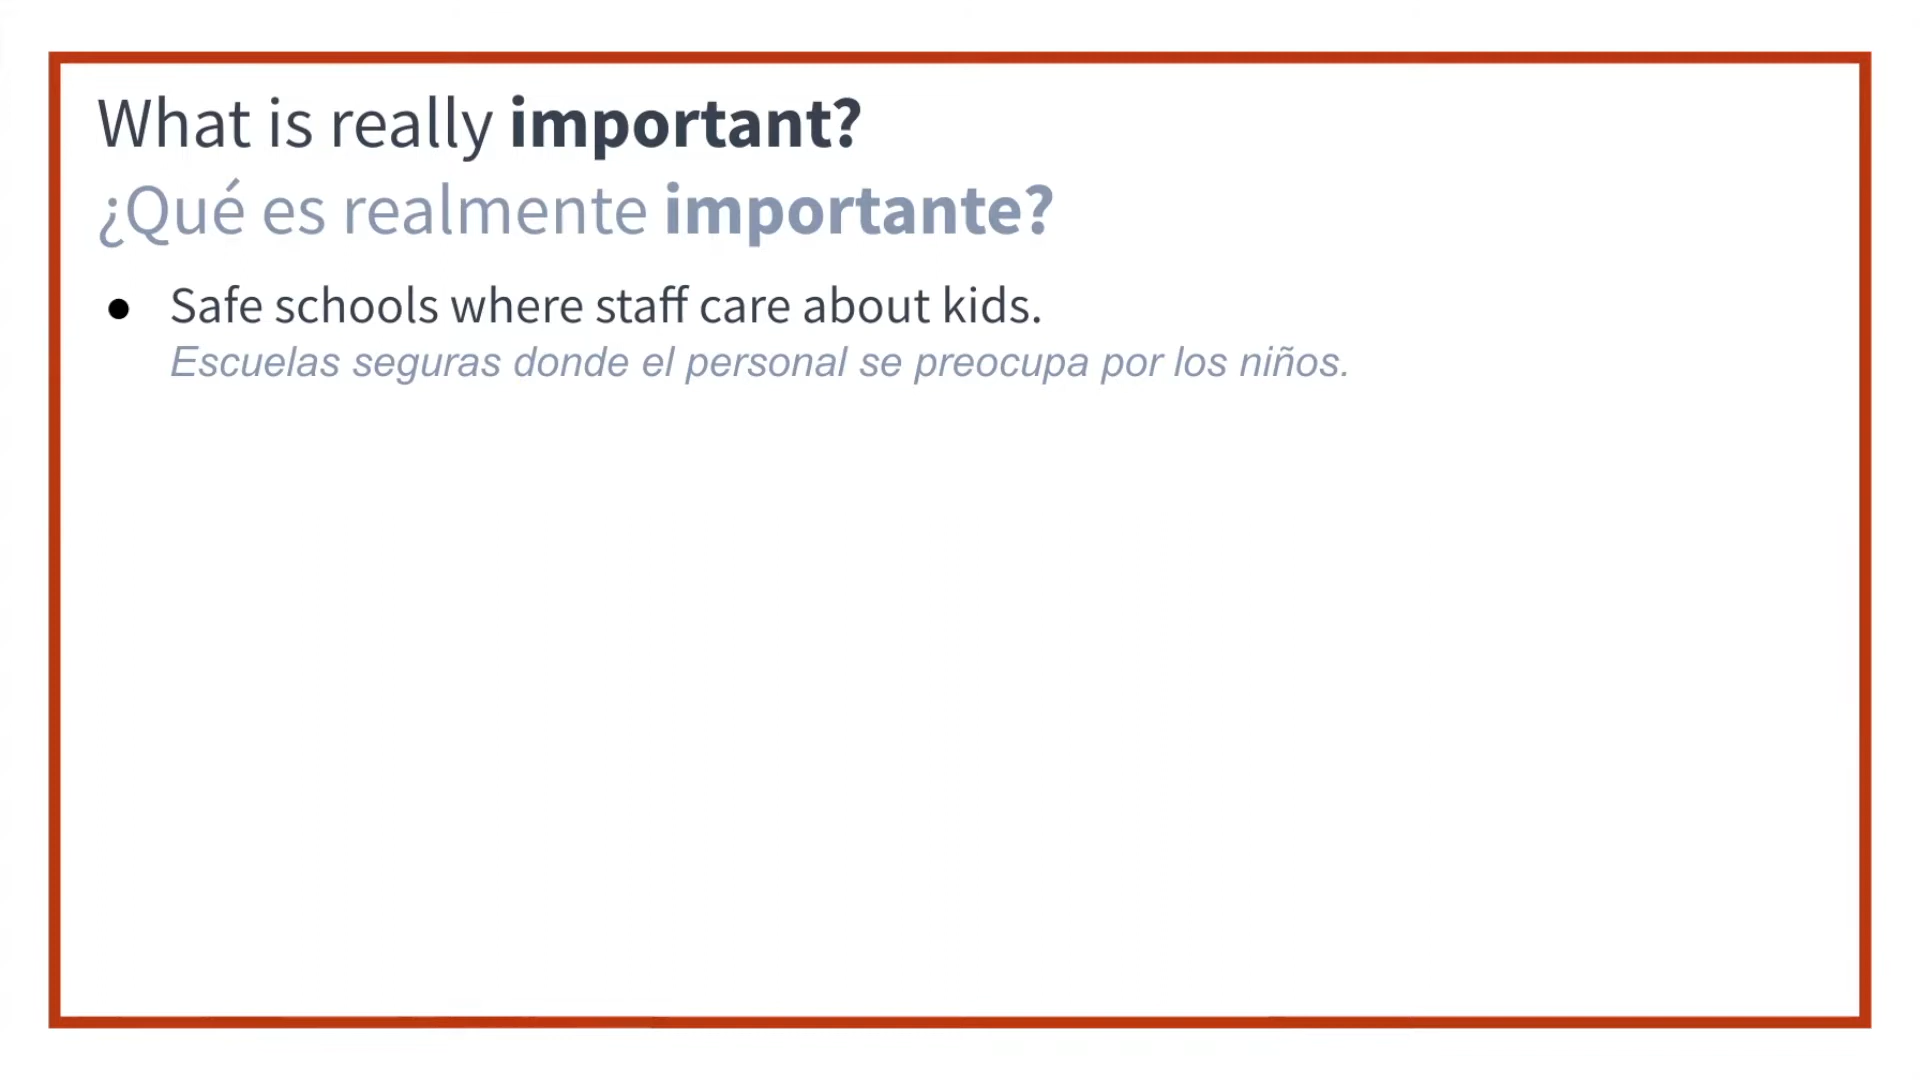 What is really important?
¿Qué es realmente importante?
● Safe schools where staff care about kids.
Escuelas seguras donde el personal se preocupa por los niños.